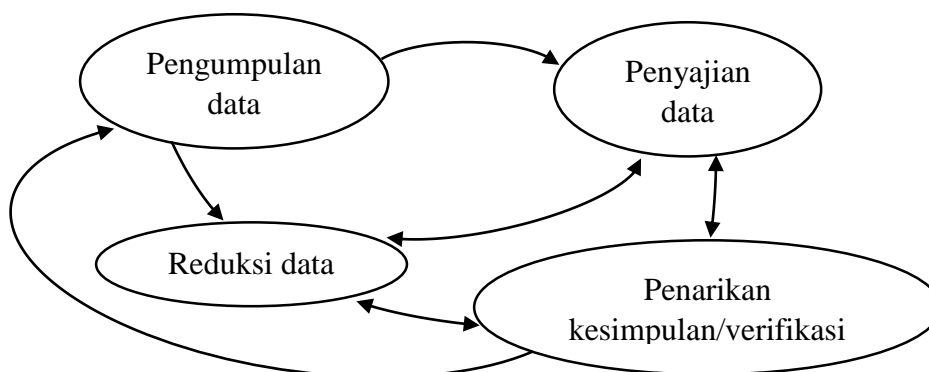 Pengumpulan
data
Penyajian
data
Reduksi data
Penarikan
kesimpulan/verifikasi